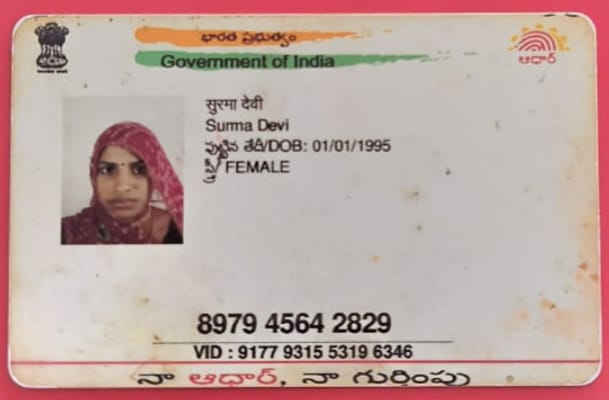 భారత ప్రభుత్వం
Government of India
ఆధార్
सुरमा देवी
Surma Devi
పుట్టిన తేదీ/DOB: 01/01/1995
స్త్రీ/ FEMALE
8979 4564 2829
VID : 9177 9315 5319 6346
నా ఆధార్, నా గుర్తింపు